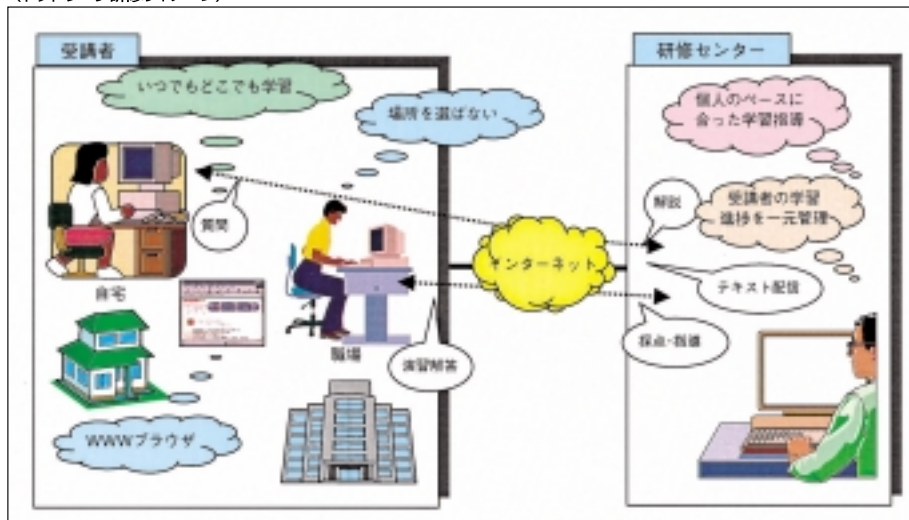 受講者
いつでもどこでも学習
場所を選ばない
質問
自宅
職場
演習解答
WWWブラウザ
インターネット
研修センター
個人のペースに
合った学習指導
解説
受講者の学習
進捗を一元管理
テキスト配信
採点・指導